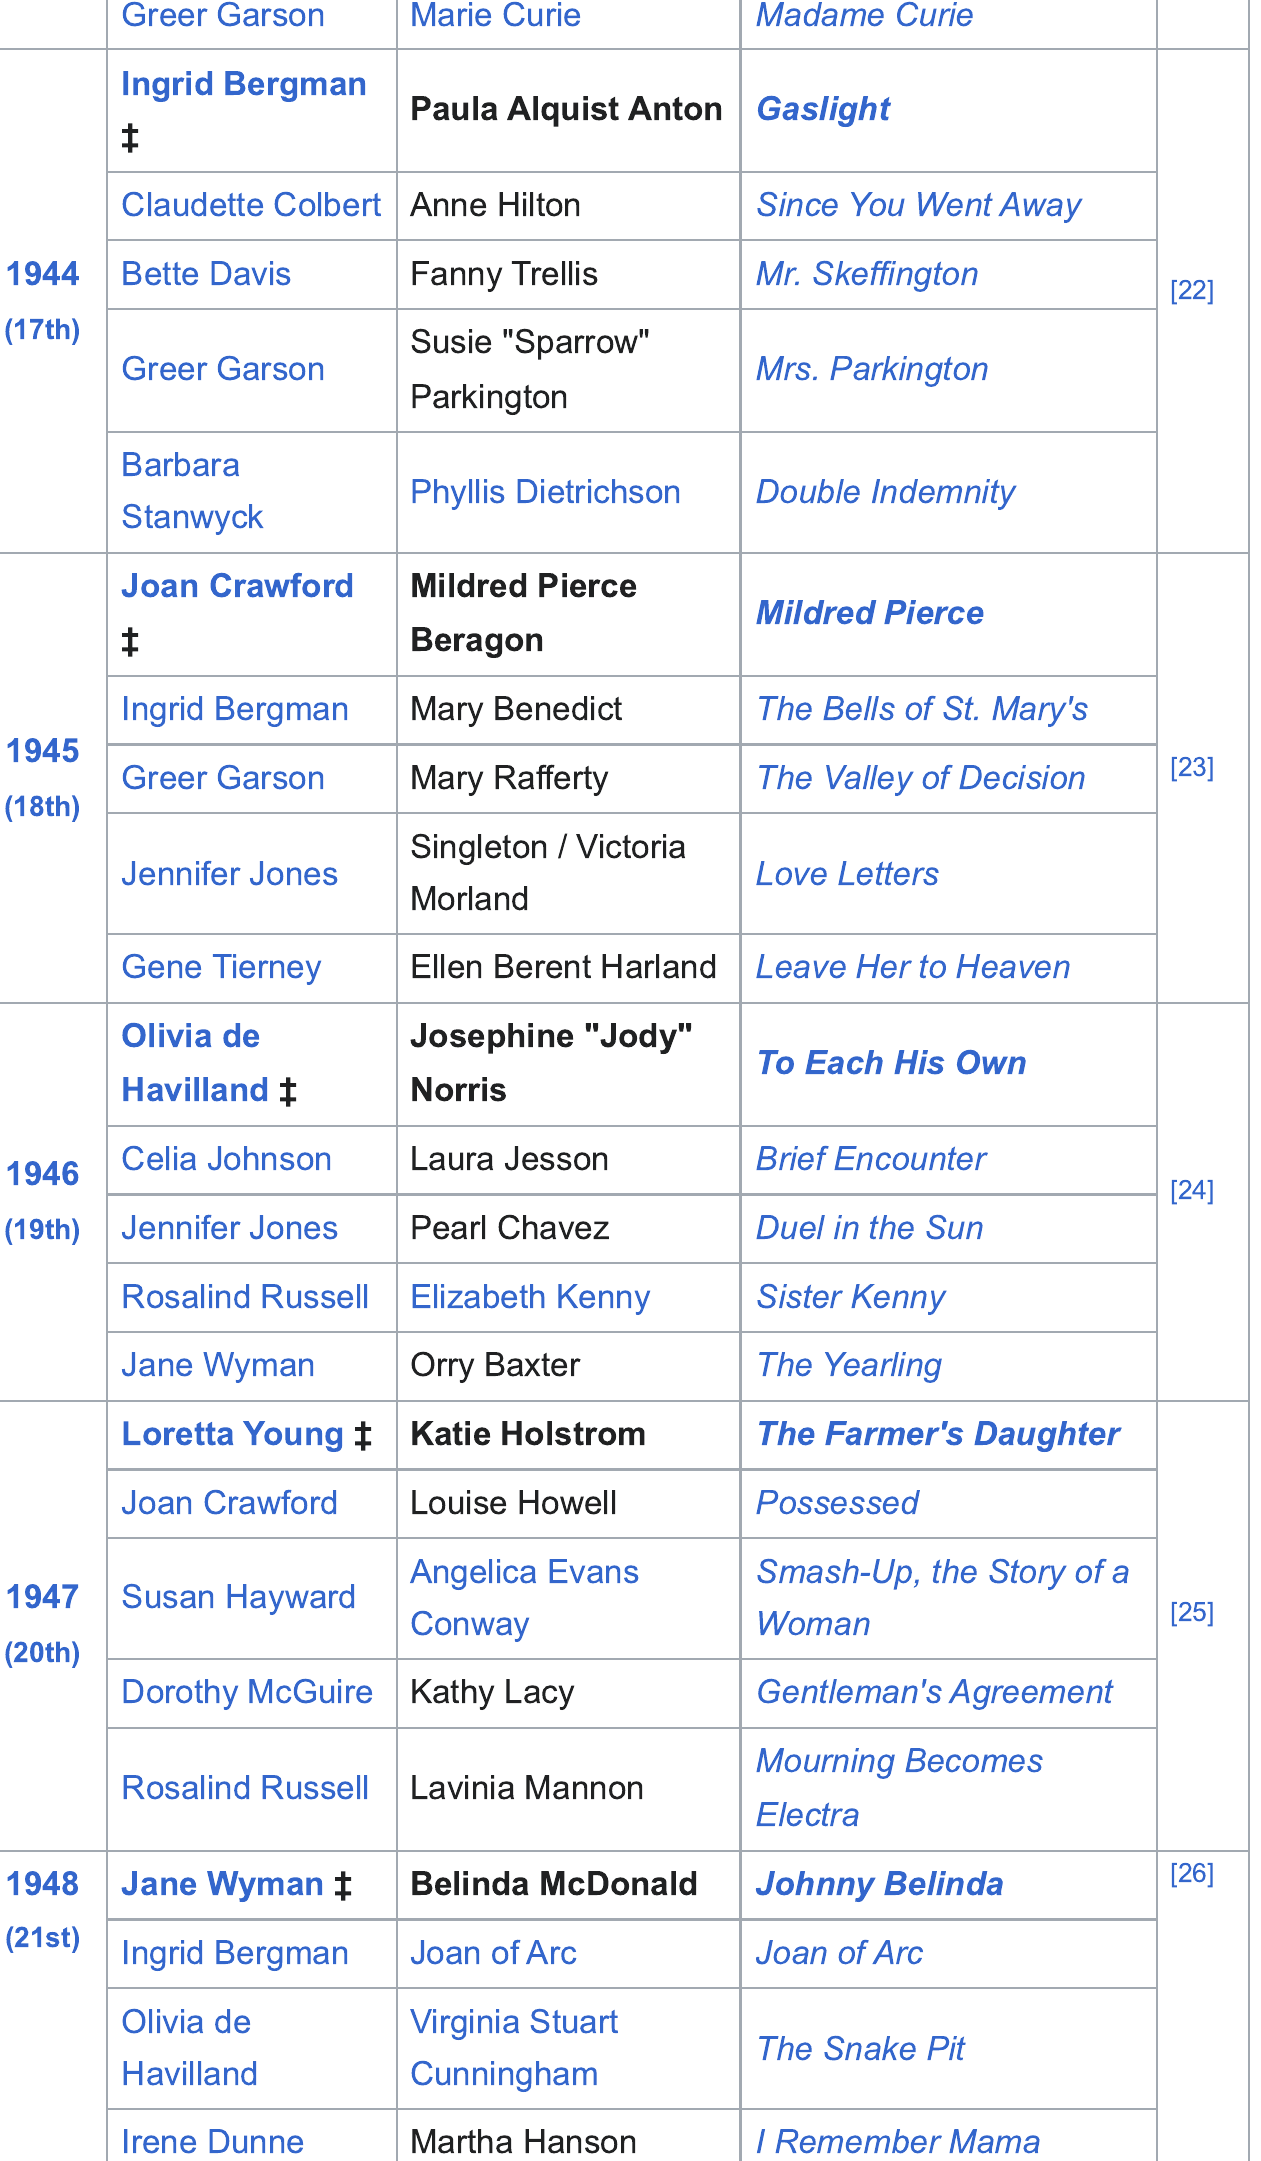 Greer Garson Marie Curie Madame Curie
1944
(17th)
Ingrid Bergman
‡
Paula Alquist Anton
Gaslight
[22]
Claudette Colbert Anne Hilton Since You Went Away
Bette Davis Fanny Trellis Mr. Skeffington
Greer Garson
Susie "Sparrow"
Parkington
Mrs. Parkington
Barbara
Stanwyck
Phyllis Dietrichson
Double Indemnity
1945
(18th)
Joan Crawford
‡
Mildred Pierce
Beragon
Mildred Pierce
[23]
Ingrid Bergman Mary Benedict The Bells of St. Mary's
Greer Garson Mary Rafferty The Valley of Decision
Jennifer Jones
Singleton / Victoria
Morland
Love Letters
Gene Tierney Ellen Berent Harland Leave Her to Heaven
1946
(19th)
Olivia de
Havilland ‡
Josephine "Jody"
Norris
To Each His Own
[24]
Celia Johnson Laura Jesson Brief Encounter
Jennifer Jones Pearl Chavez Duel in the Sun
Rosalind Russell Elizabeth Kenny Sister Kenny
Jane Wyman Orry Baxter The Yearling
1947
(20th)
Loretta Young ‡ Katie Holstrom The Farmer's Daughter
[25]
Joan Crawford Louise Howell Possessed
Susan Hayward
Angelica Evans
Conway
Smash-Up, the Story of a
Woman
Dorothy McGuire Kathy Lacy Gentleman's Agreement
Rosalind Russell
Lavinia Mannon
Mourning Becomes
Electra
1948
(21st)
Jane Wyman ‡ Belinda McDonald Johnny Belinda
[26]
Ingrid Bergman Joan of Arc Joan of Arc
Olivia de
Havilland
Virginia Stuart
Cunningham
The Snake Pit
Irene Dunne Martha Hanson I Remember Mama